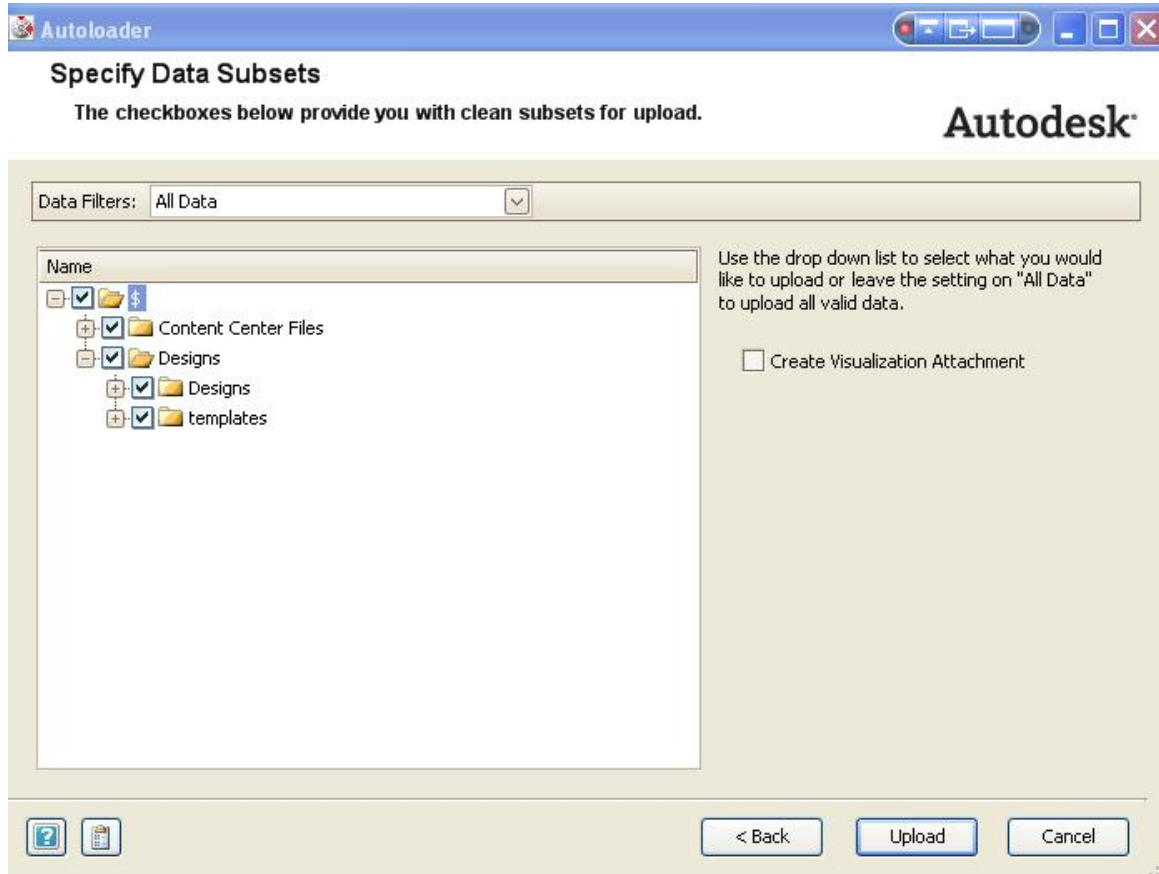 Autoloader
Specify Data Subsets
The checkboxes below provide you with clean subsets for upload.
Autodesk
Data Filters: All Data
Name
$
Content Center Files
Designs
Designs
templates
Use the drop down list to select what you would
like to upload or leave the setting on "All Data"
to upload all valid data.
Create Visualization Attachment
< Back
Upload
Cancel